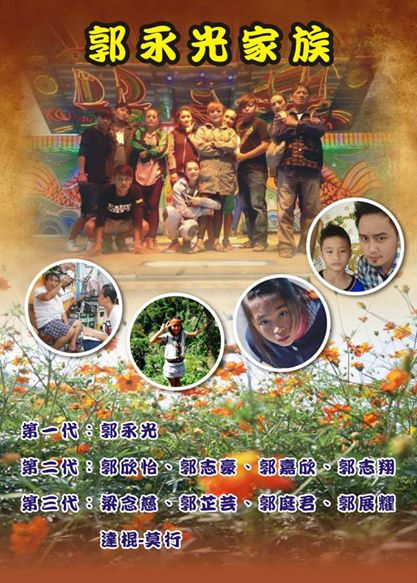 郭永光家族
第一代：郭永光
第二代：郭欣怡、郭志豪、郭嘉欣、郭志翔
第三代：梁念慈、郭芷芸、郭庭君、郭展耀
達棍-莫行